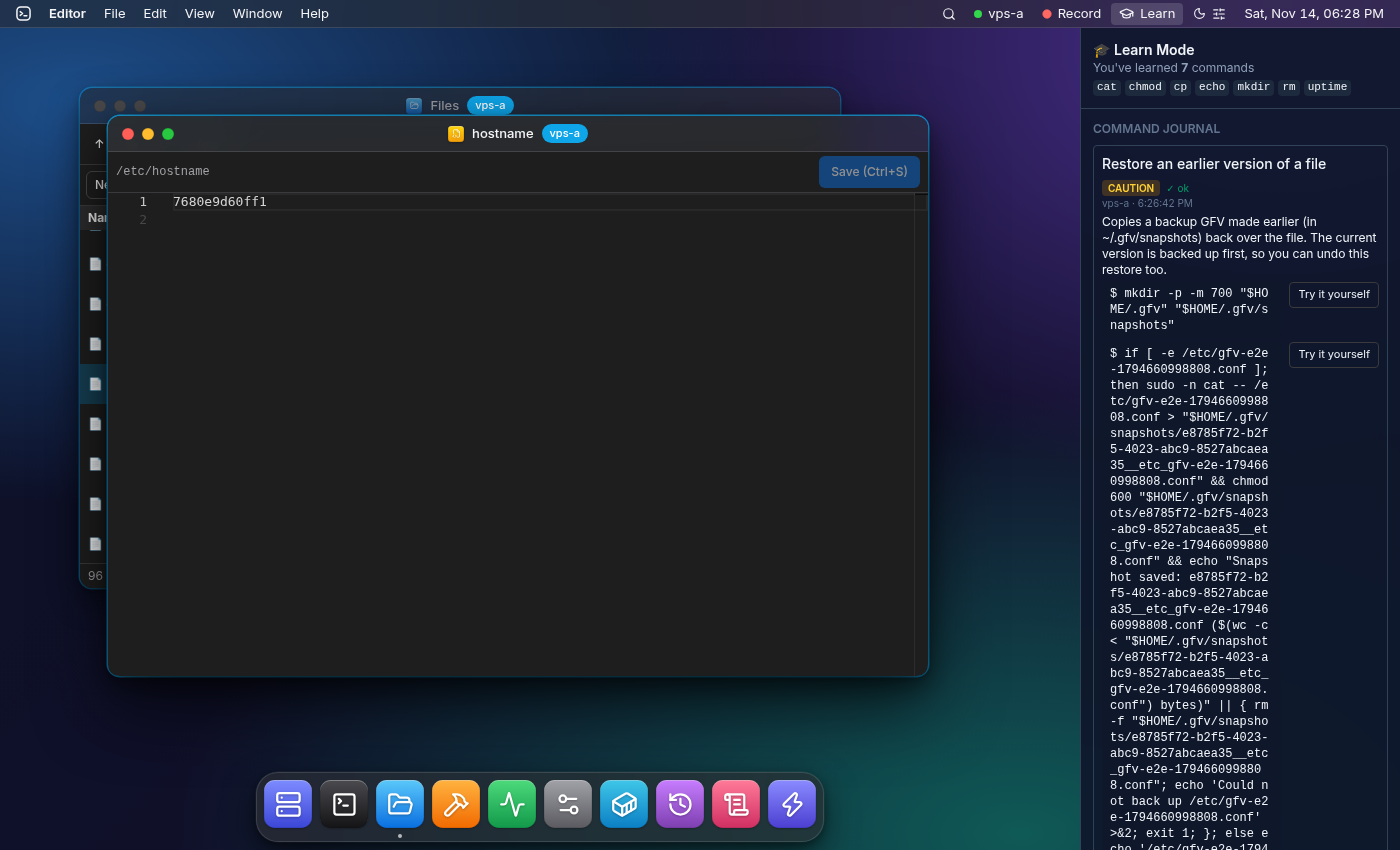 Editor File Edit View Window Help vps-a Record Learn Sat, Nov 14, 06:28 PM
Files vps-a
hostname vps-a
/etc/hostname Save (Ctrl+S)
1 7680e9d60ff1
2
96
🎓 Learn Mode
You've learned 7 commands
cat chmod cp echo mkdir rm uptime
COMMAND JOURNAL
Restore an earlier version of a file
CAUTION ✓ ok
vps-a · 6:26:42 PM
Copies a backup GFV made earlier (in
~/.gfv/snapshots) back over the file. The current
version is backed up first, so you can undo this
restore too.
$ mkdir -p -m 700 "$HO
ME/.gfv" "$HOME/.gfv/s
napshots"
Try it yourself
$ if [ -e /etc/gfv-e2e
-1794660998808.conf ];
then sudo -n cat -- /e
tc/gfv-e2e-17946609988
08.conf > "$HOME/.gfv/
snapshots/e8785f72-b2f
5-4023-abc9-8527abcaea
35__etc_gfv-e2e-179466
0998808.conf" && chmod
600 "$HOME/.gfv/snapsh
ots/e8785f72-b2f5-4023
-abc9-8527abcaea35__et
c_gfv-e2e-179466099880
8.conf" && echo "Snaps
hot saved: e8785f72-b2
f5-4023-abc9-8527abcae
a35__etc_gfv-e2e-17946
60998808.conf ($(wc -c
< "$HOME/.gfv/snapshot
s/e8785f72-b2f5-4023-a
bc9-8527abcaea35__etc_
gfv-e2e-1794660998808.
conf") bytes)" || { rm
-f "$HOME/.gfv/snapsho
ts/e8785f72-b2f5-4023-
abc9-8527abcaea35__etc
_gfv-e2e-1794660998080
8.conf"; echo 'Could n
ot back up /etc/gfv-e2
e-1794660998808.conf'
>&2; exit 1; }; else e
cho '/etc/gfv-e2e-1794
Try it yourself